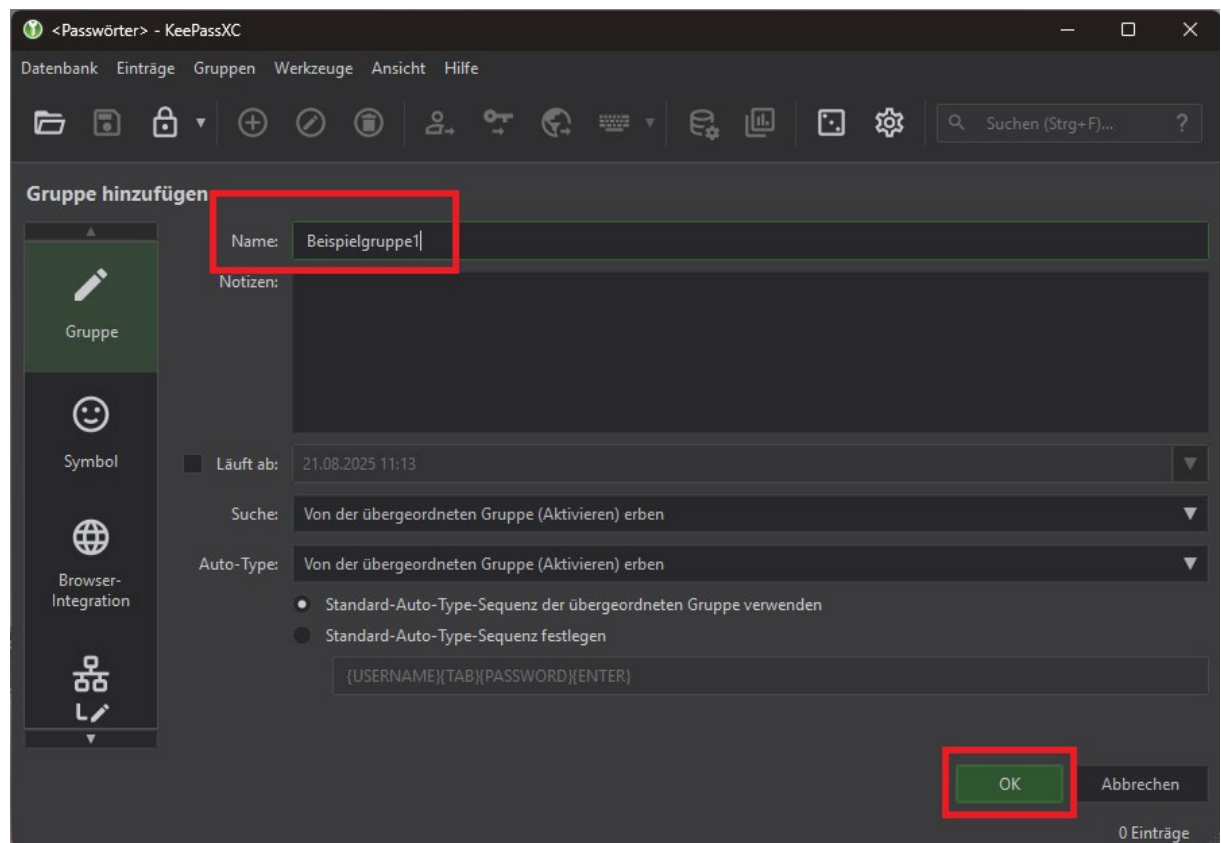 <Passwörter> - KeePassXC
Datenbank Einträge Gruppen Werkzeuge Ansicht Hilfe
Suchen (Strg+F)... ?
Gruppe hinzufügen
Name: Beispielgruppe1
Notizen:
Gruppe
Symbol
Läuft ab: 21.08.2025 11:13
Suche: Von der übergeordneten Gruppe (Aktivieren) erben
Auto-Type: Von der übergeordneten Gruppe (Aktivieren) erben
Browser-
Integration
Standard-Auto-Type-Sequenz der übergeordneten Gruppe verwenden
Standard-Auto-Type-Sequenz festlegen
{USERNAME}{TAB}{PASSWORD}{ENTER}
OK Abbrechen
0 Einträge